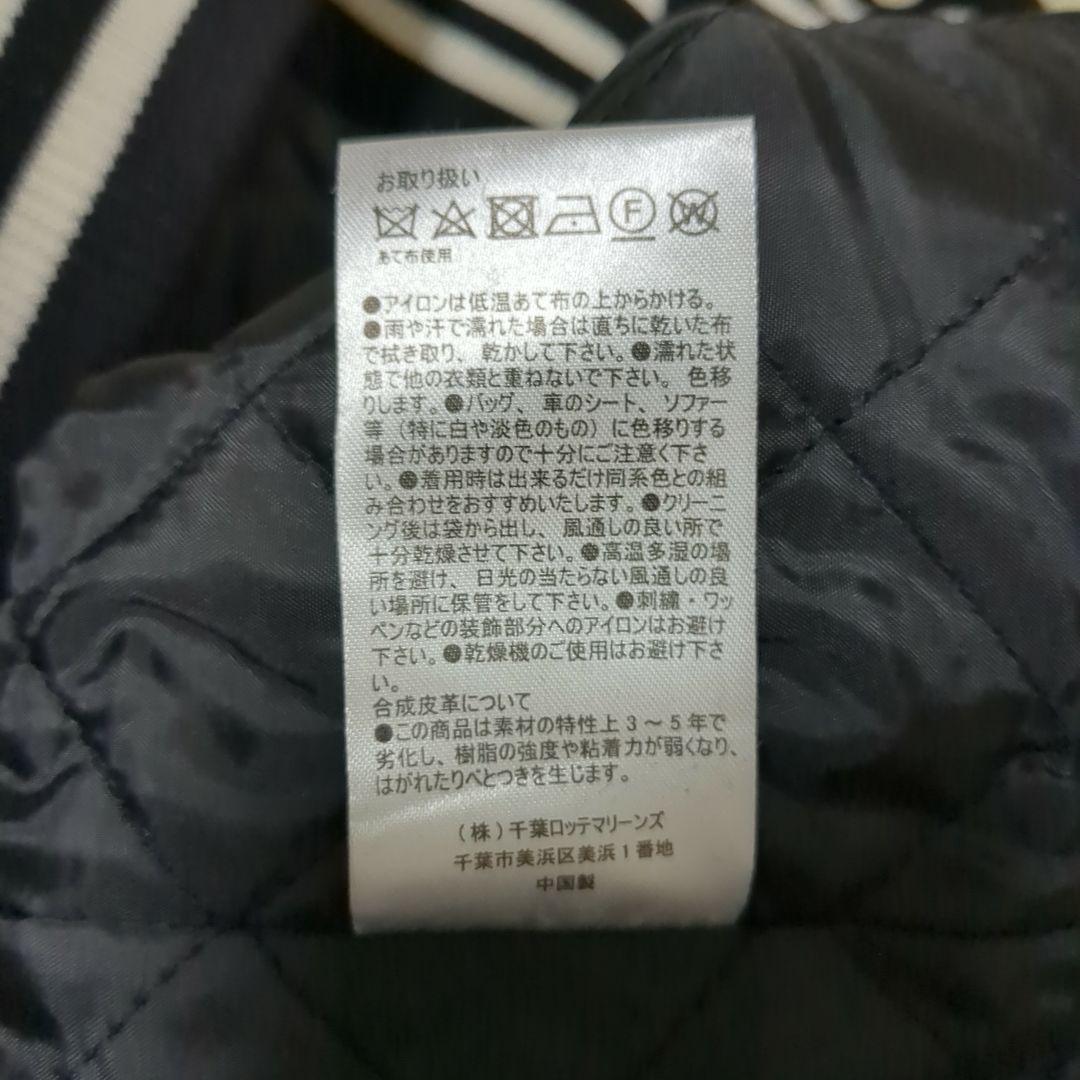 お取り扱い
F W
あて布使用
●アイロンは低温あて布の上からかける。
●雨や汗で濡れた場合は直ちに乾いた布
で拭き取り、乾かして下さい。●濡れた状
態で他の衣類と重ねないで下さい。色移
りします。●バッグ、車のシート、ソファー
等（特に白や淡色のもの）に色移りする
場合がありますので十分にご注意く下さ
い。●着用時は出来るだけ同系色との組
み合わせをおすすめいたします。●クリーニ
ング後は袋から出し、風通しの良い所で
十分乾燥させて下さい。●高温多湿の場
所を避け、日光の当たらない風通しの良
い場所に保管をして下さい。●刺繍・ワッ
ペンなどの装飾部分へのアイロンはお避け
下さい。●乾燥機のご使用はお避け下さ
い。
合成皮革について
●この商品は素材の特性上３～５年で
劣化し、樹脂の強度や粘着力が弱くなり、
はがれたりべとつきを生じます。
（株）千葉ロッテマリーンズ
千葉市美浜区美浜１番地
中国製